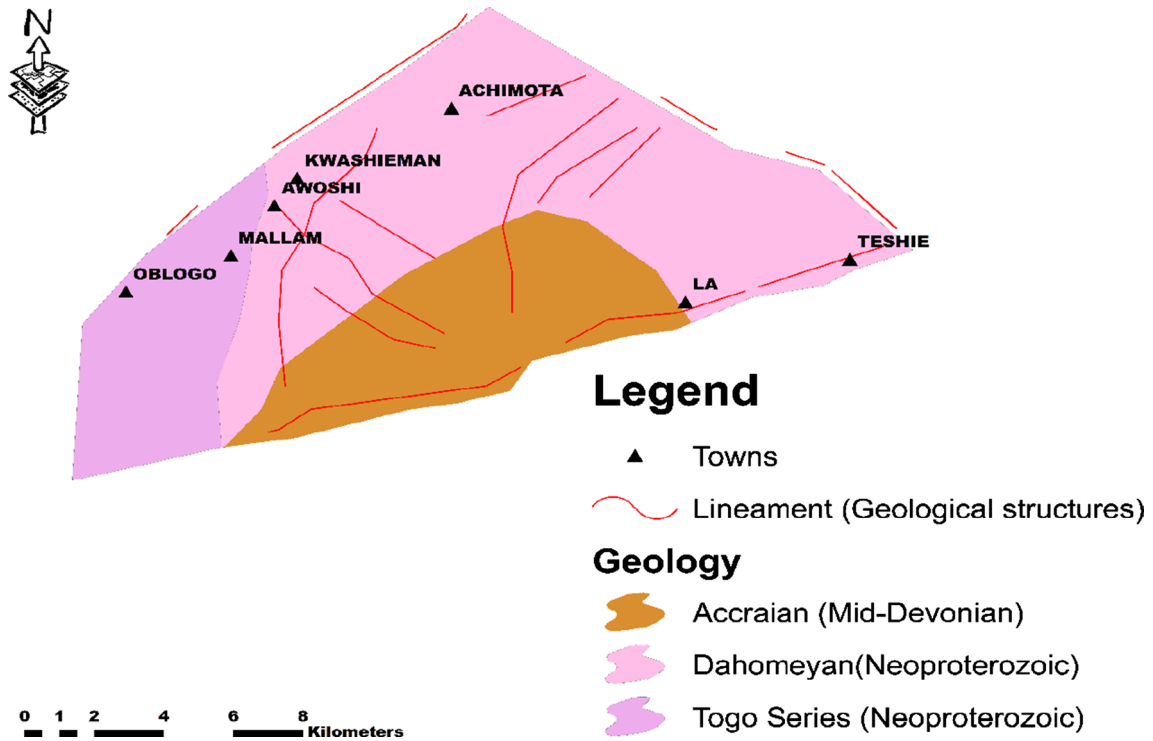 N
ACHIMOTA
KWASHIEMAN
AWOSHI
MALLAM
OBLOGO
TESHIE
LA
Legend
Towns
Lineament (Geological structures)
Geology
Accraian (Mid-Devonian)
Dahomeyan(Neoproterozoic)
Togo Series (Neoproterozoic)
0 1 2 4 6 8
Kilometers